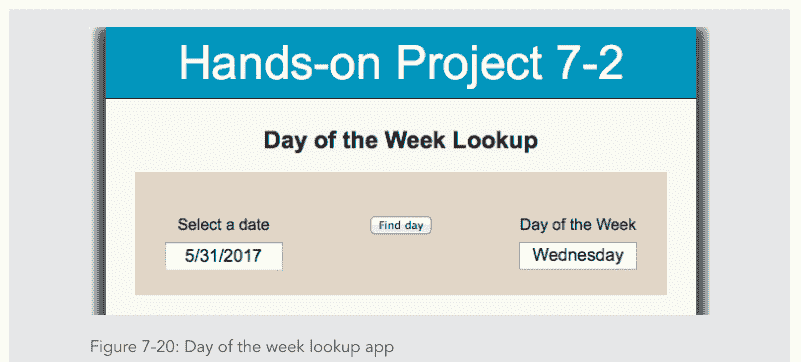 Hands-on Project 7-2
Day of the Week Lookup
Select a date
Find day
Day of the Week
5/31/2017
Wednesday
Figure 7-20: Day of the week lookup app